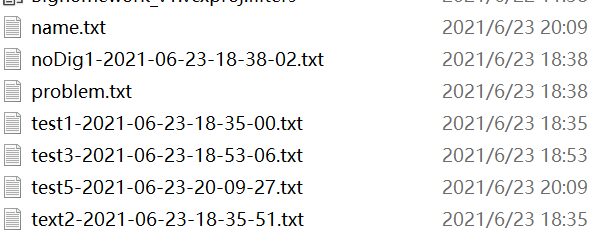 name.txt 2021/6/23 20:09
noDig1-2021-06-23-18-38-02.txt 2021/6/23 18:38
problem.txt 2021/6/23 18:38
test1-2021-06-23-18-35-00.txt 2021/6/23 18:35
test3-2021-06-23-18-53-06.txt 2021/6/23 18:53
test5-2021-06-23-20-09-27.txt 2021/6/23 20:09
text2-2021-06-23-18-35-51.txt 2021/6/23 18:35